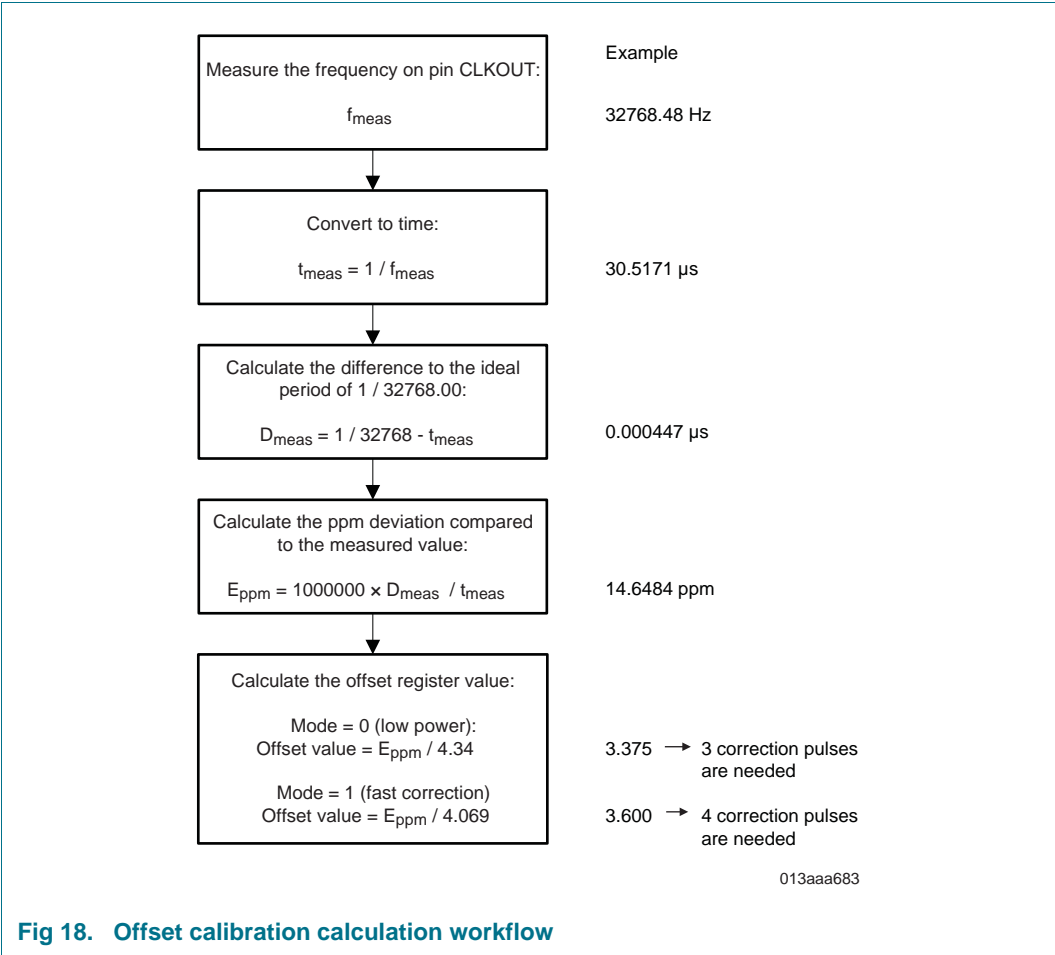 Example
Measure the frequency on pin CLKOUT:
fmeas
32768.48 Hz
Convert to time:
tmeas = 1 / fmeas
30.5171 μs
Calculate the difference to the ideal
period of 1 / 32768.00:
Dmeas = 1 / 32768 - tmeas
0.000447 μs
Calculate the ppm deviation compared
to the measured value:
Eppm = 1000000 × Dmeas / tmeas
14.6484 ppm
Calculate the offset register value:
Mode = 0 (low power):
Offset value = Eppm / 4.34
3.375 → 3 correction pulses
are needed
Mode = 1 (fast correction)
Offset value = Eppm / 4.069
3.600 → 4 correction pulses
are needed
013aaa683
Fig 18. Offset calibration calculation workflow